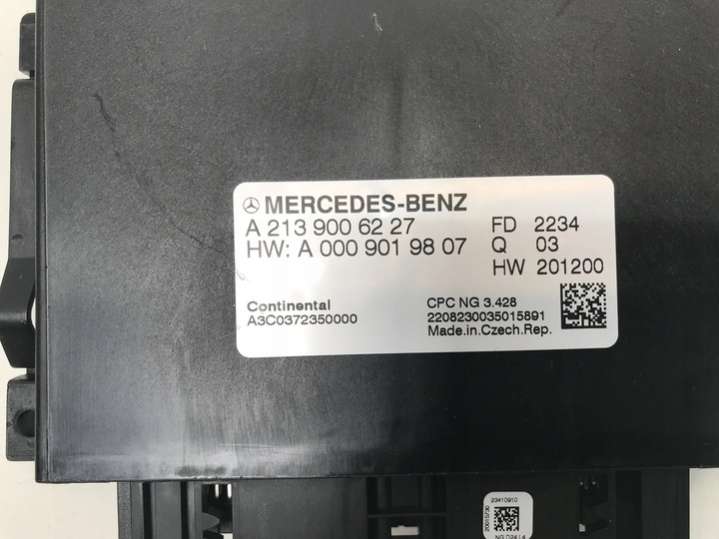 MERCEDES-BENZ
A 213 900 62 27 FD 2234
HW: A 000 901 98 07 Q 03
HW 201200
Continental CPC NG 3.428
A3C0372350000 2208230035015891
Made.in.Czech.Rep.
23410910